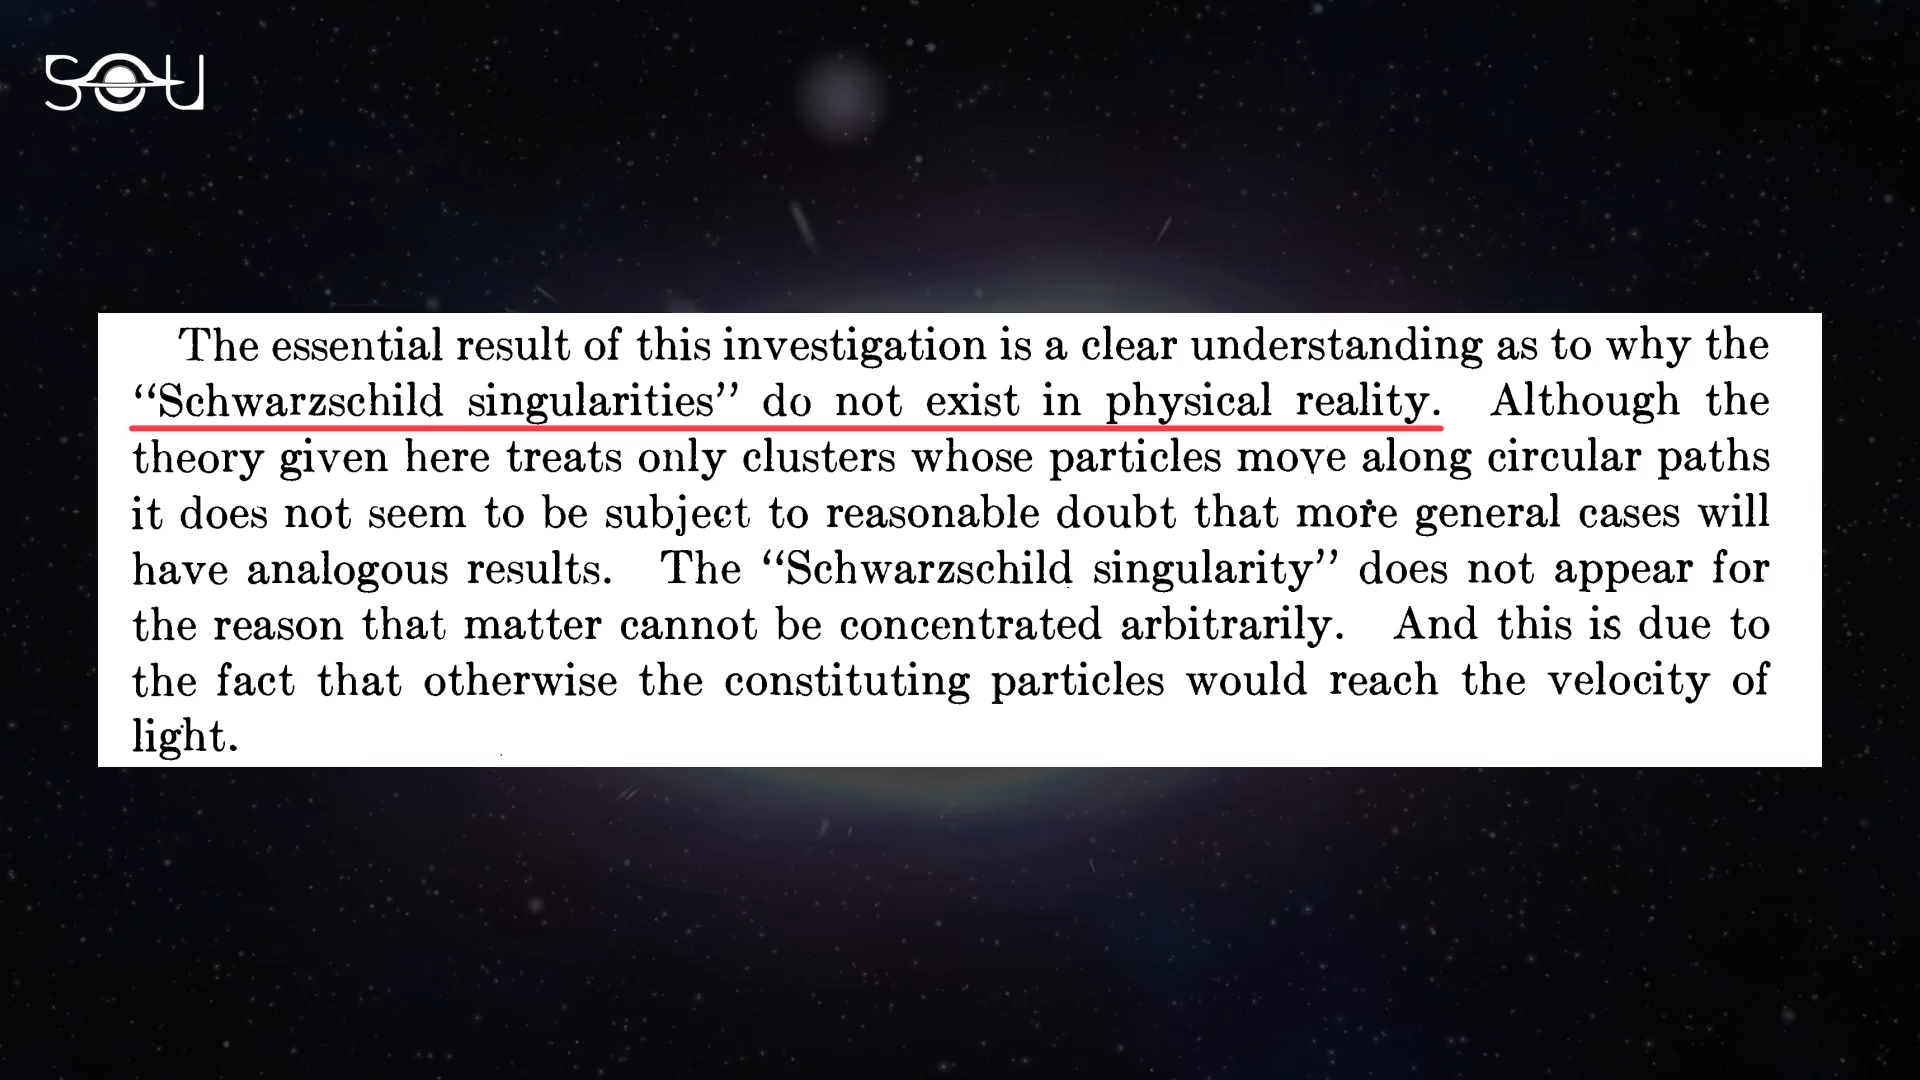 SOU
The essential result of this investigation is a clear understanding as to why the
“Schwarzschild singularities” do not exist in physical reality. Although the
theory given here treats only clusters whose particles move along circular paths
it does not seem to be subject to reasonable doubt that more general cases will
have analogous results. The “Schwarzschild singularity” does not appear for
the reason that matter cannot be concentrated arbitrarily. And this is due to
the fact that otherwise the constituting particles would reach the velocity of
light.